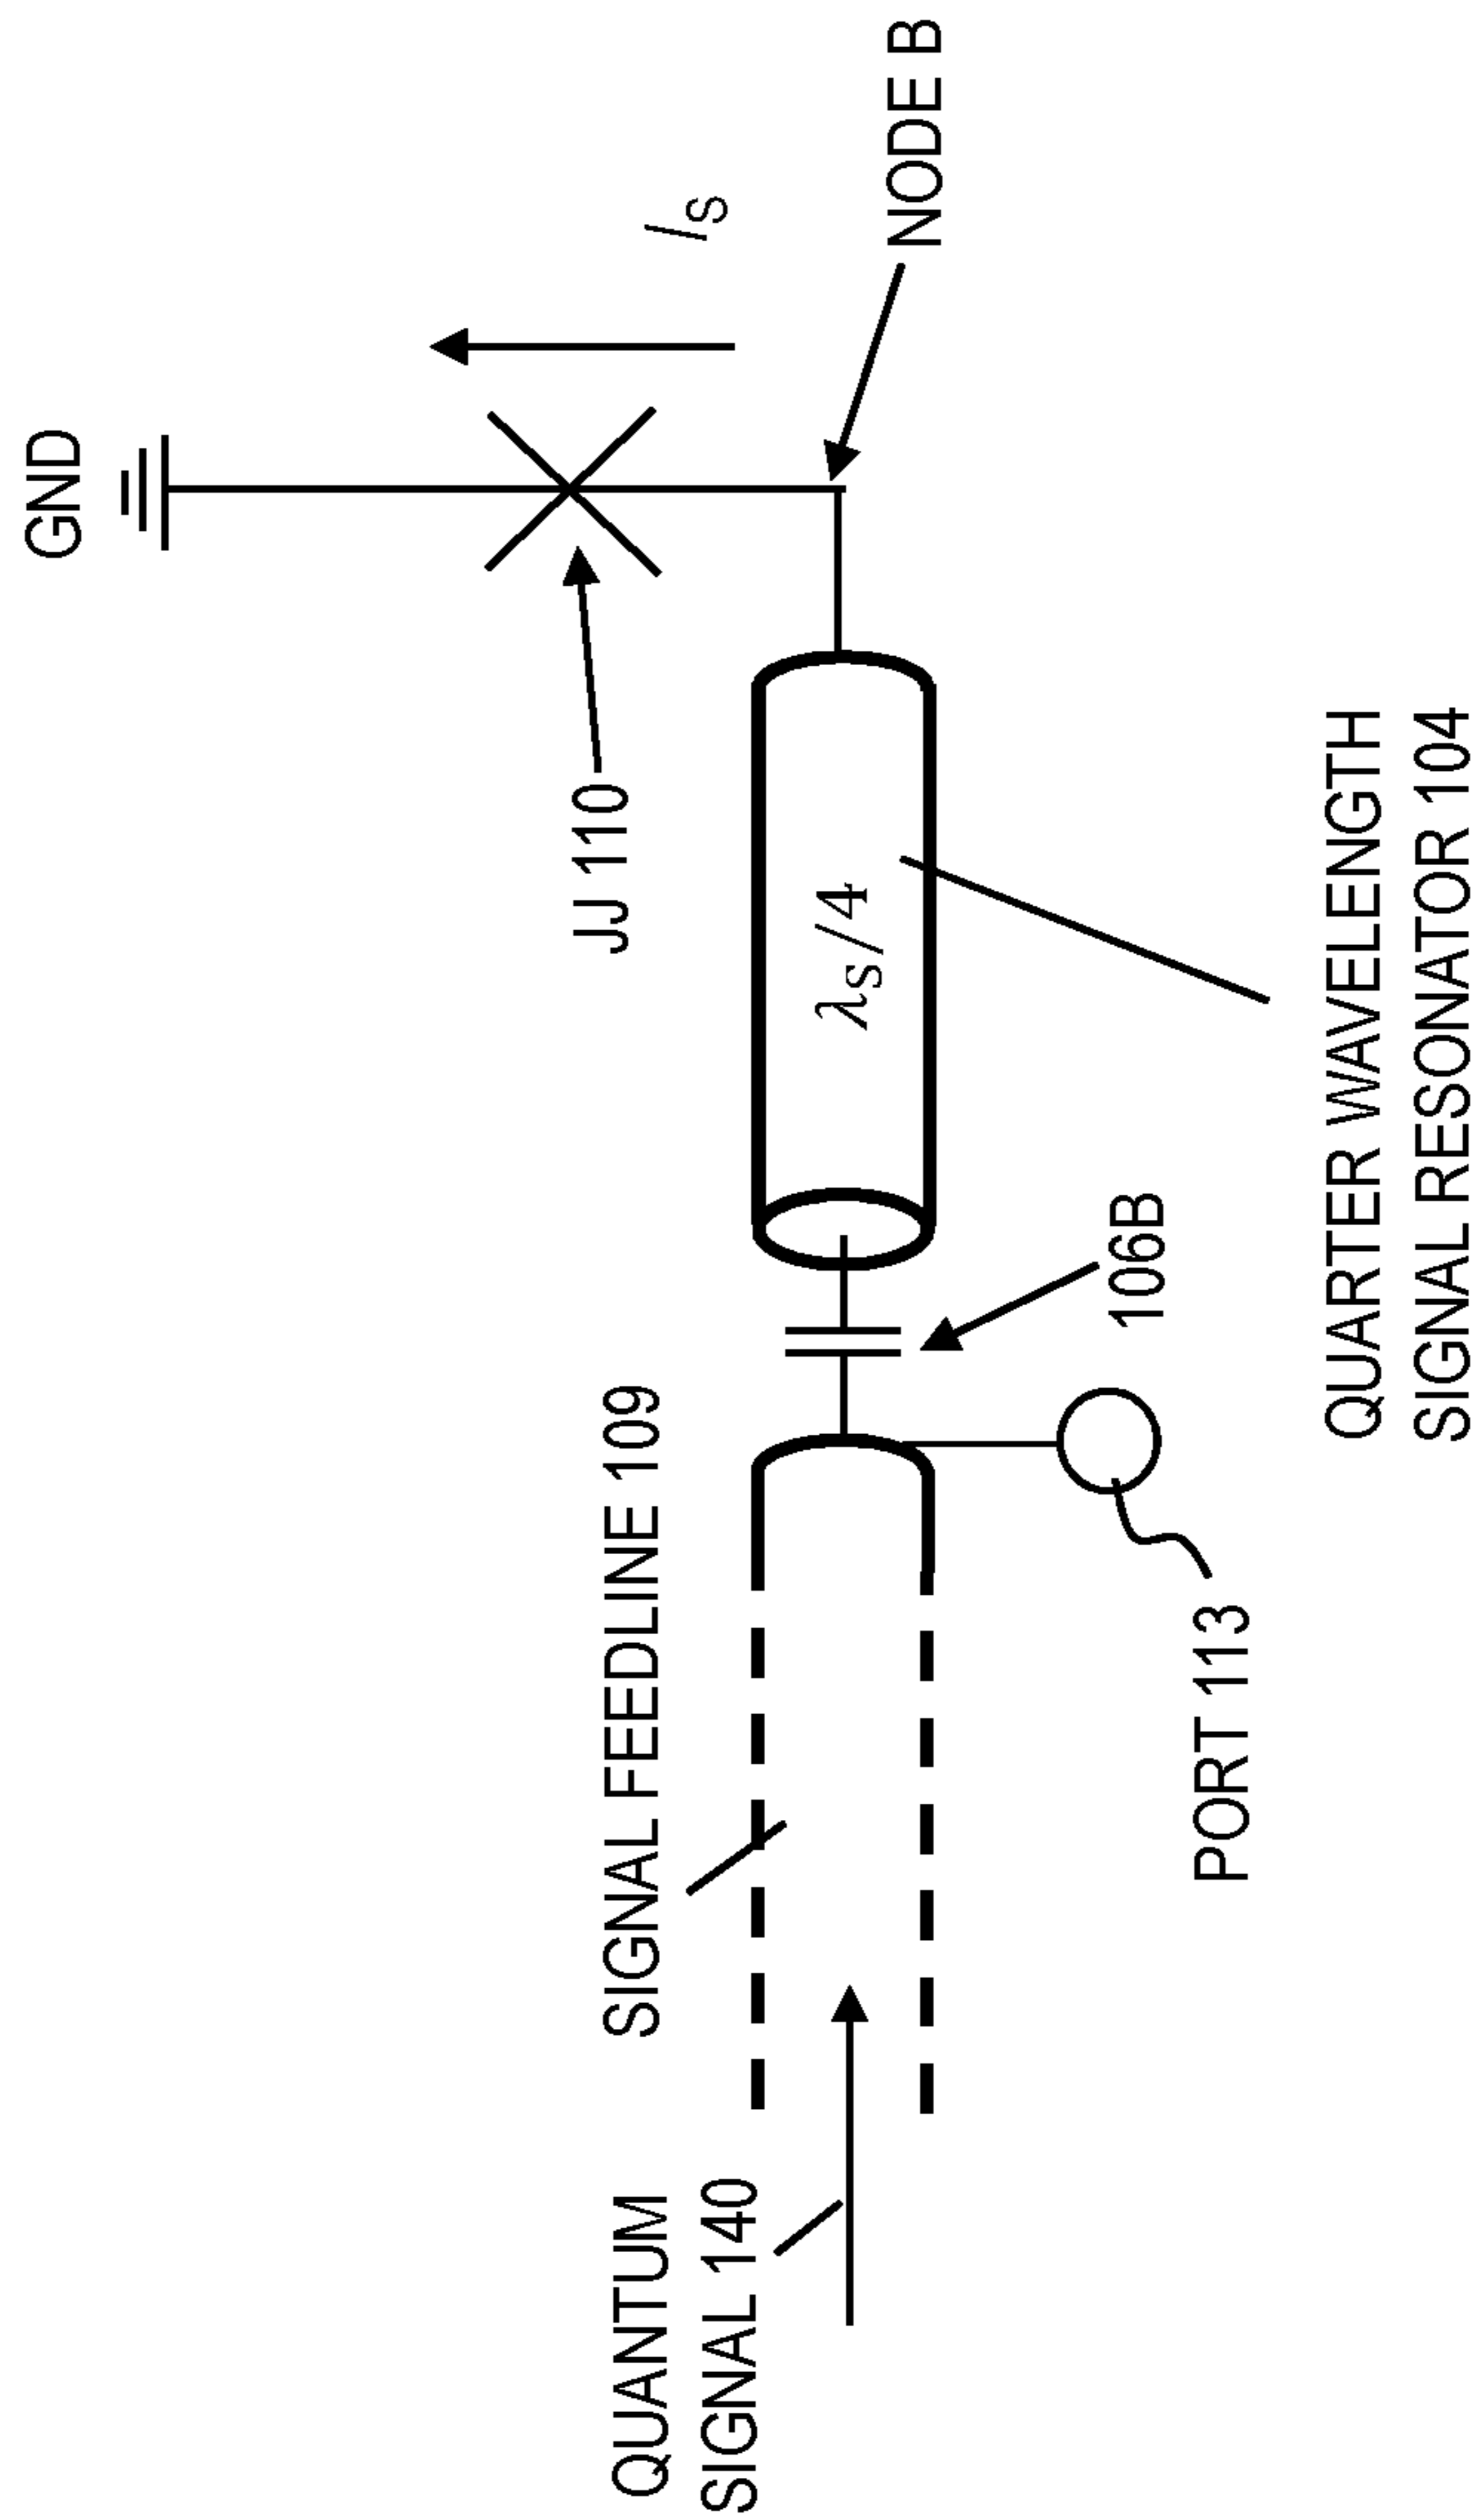 GND
I_S
NODE B
JJ 110
λ_S/4
QUANTUM
SIGNAL 140
SIGNAL FEEDLINE 109
106B
PORT 113
QUARTER WAVELENGTH
SIGNAL RESONATOR 104